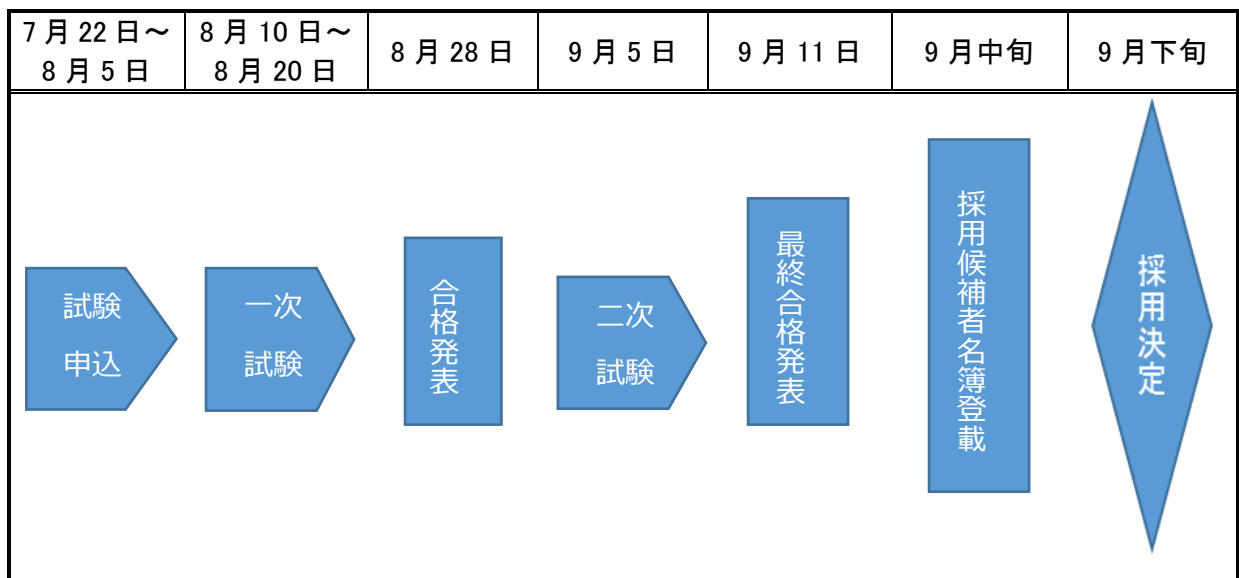 7月22日～
8月5日
8月10日～
8月20日
8月28日
9月5日
9月11日
9月中旬
9月下旬
試験
申込
一次
試験
合格発表
二次
試験
最終合格発表
採用候補者名簿登載
採用決定